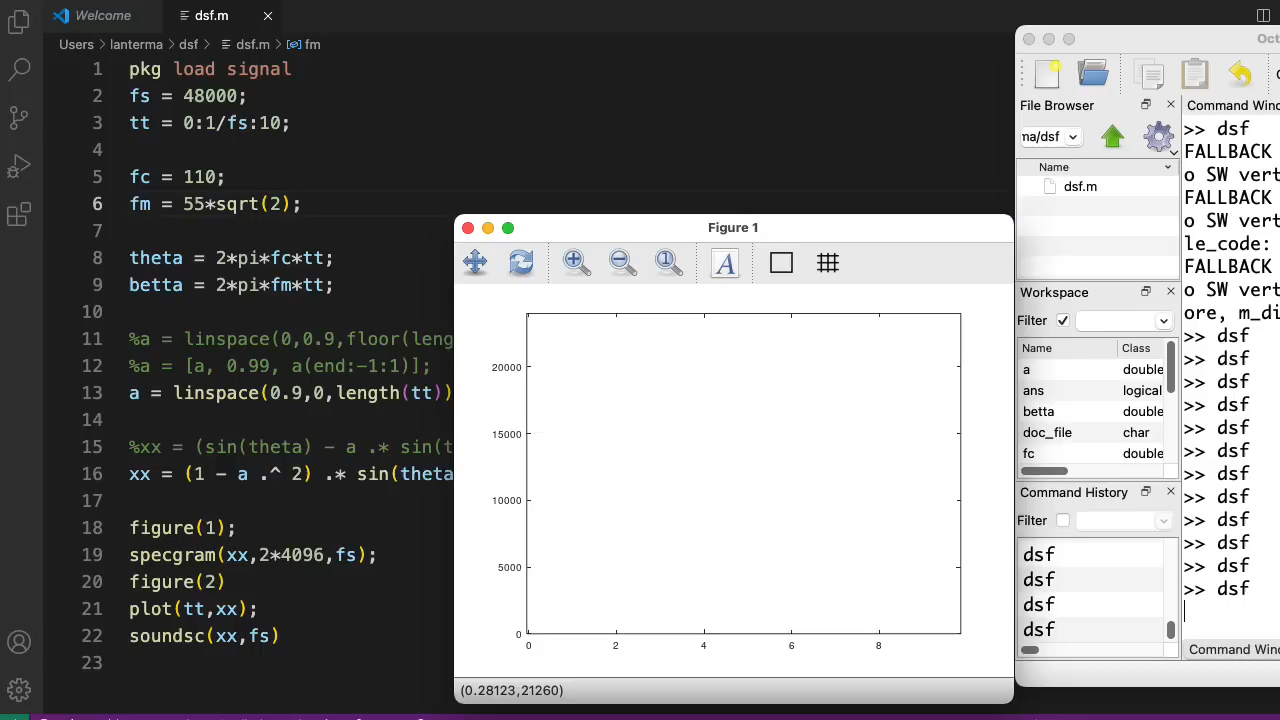 Welcome
dsf.m
Users lanterma dsf dsf.m fm
1 pkg load signal
2 fs = 48000;
3 tt = 0:1/fs:10;
4
5 fc = 110;
6 fm = 55*sqrt(2);
7
8 theta = 2*pi*fc*tt;
9 betta = 2*pi*fm*tt;
10
11 %a = linspace(0,0.9,floor(leng
12 %a = [a, 0.99, a(end:-1:1)];
13 a = linspace(0.9,0,length(tt))
14
15 %xx = (sin(theta) - a .* sin(t
16 xx = (1 - a .^ 2) .* sin(theta
17
18 figure(1);
19 specgram(xx,2*4096,fs);
20 figure(2)
21 plot(tt,xx);
22 soundsc(xx,fs)
23
Figure 1
A
20000
15000
10000
5000
0
0 2 4 6 8
(0.28123,21260)
Oct
File Browser
ma/dsf
Name
dsf.m
Workspace
Filter
Name Class
a double
ans logical
betta double
doc_file char
fc double
Command History
Filter
dsf
dsf
dsf
dsf
Command Wind
>> dsf
FALLBACK
o SW vert
FALLBACK
o SW vert
le_code:
FALLBACK
o SW vert
ore, m_di
>> dsf
>> dsf
>> dsf
>> dsf
>> dsf
>> dsf
>> dsf
>> dsf
>> dsf
>> dsf
>> dsf
>> dsf
Command Wind